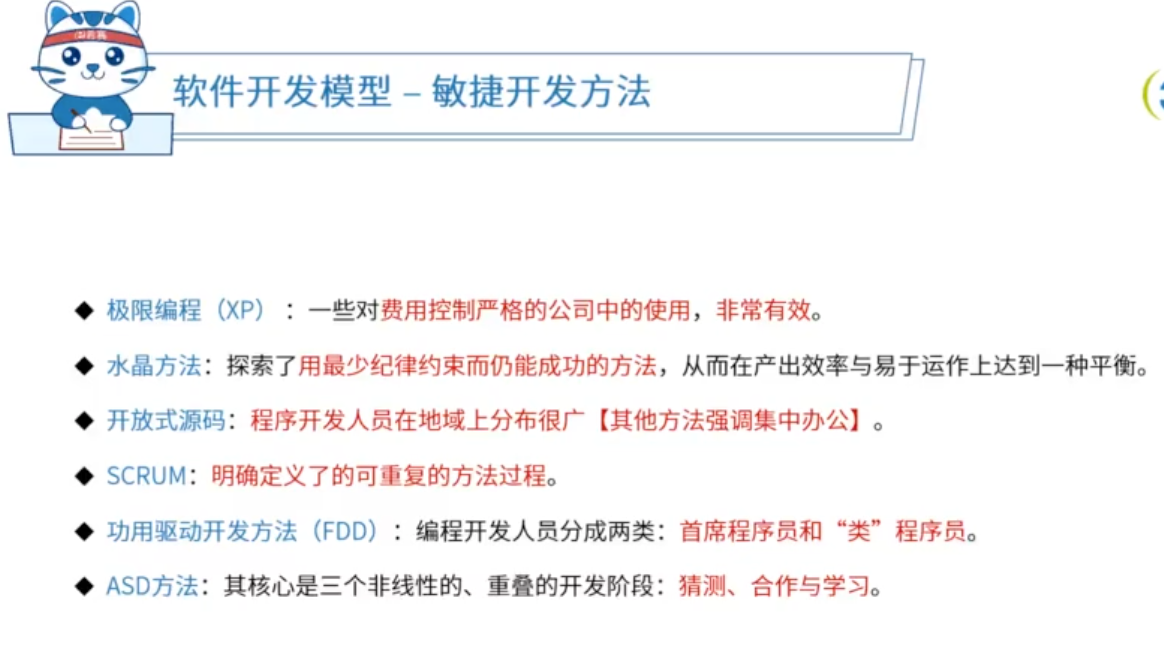 软件开发模型 – 敏捷开发方法
◆ 极限编程（XP）：一些对费用控制严格的公司中的使用，非常有效。
◆ 水晶方法：探索了用最少纪律约束而仍能成功的方法，从而在产出效率与易于运作上达到一种平衡。
◆ 开放式源码：程序开发人员在地域上分布很广【其他方法强调集中办公】。
◆ SCRUM：明确定义了的可重复的方法过程。
◆ 功用驱动开发方法（FDD）：编程开发人员分成两类：首席程序员和“类”程序员。
◆ ASD方法：其核心是三个非线性的、重叠的开发阶段：猜测、合作与学习。